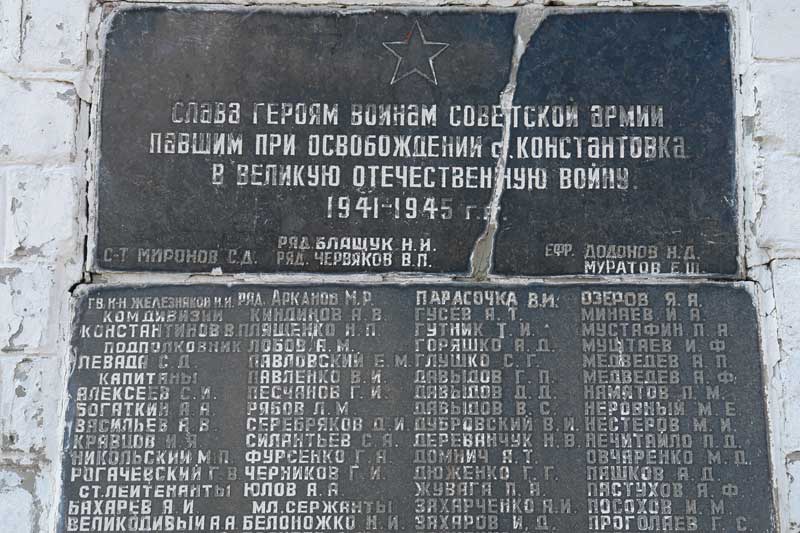 СЛАВА ГЕРОЯМ ВОИНАМ СОВЕТСКОЙ АРМИИ
ПАВШИМ ПРИ ОСВОБОЖДЕНИИ с.КОНСТАНТОВКА
В ВЕЛИКУЮ ОТЕЧЕСТВЕННУЮ ВОЙНУ.
1941-1945 г.г.
РЯД. БЛАЩУК Н.И.
С-Т МИРОНОВ С.Д. РЯД. ЧЕРВЯКОВ В.П.
ЕФР. ДОДОНОВ Н.Д.
МУРАТОВ Е.Ш.
ГВ. К-Н ЖЕЛЕЗНЯКОВ Н.И. РЯД. АРКАНОВ М.Р. ПАРАСОЧКА В.И. ОЗЕРОВ Я.А.
КОМДИВИЗИИ КИНДИНОВ А.В. ГУСЕВ Я.Т. МИНАЕВ И.А.
КОНСТАНТИНОВ В ПЛЯЩЕНКО Н.П. ГУТНИК Т.И. МУСТАФИН Л.А.
ПОДПОЛКОВНИК ЛОБОВ А.М. ГОРЯШКО А.Д. МУЩТАЕВ И.Ф
ЛЕВАДА С.Д. ПАВЛОВСКИЙ Е.М. ГЛУШКО С.Г. МЕДВЕДЕВ А.П
КАПИТАНЫ ПАВЛЕНКО В.И ДАВЫДОВ Г.П. МЕДВЕДЕВ А.Ф.
АЛЕКСЕЕВ С.И. ПЕСЧАНОВ Г.И. ДАВЫДОВ Д.Д. НАМАТОВ Л.М.
БОГАТКИН А.А РЯБОВ Л.М. ДАВЫДОВ В.С. НЕРОВНЫЙ М.Е
ВАСИЛЬЕВ А.В. СЕРЕБРЯКОВ Д.И. ДУБРОВСКИЙ В.И. НЕСТЕРОВ М.И.
КРАВЦОВ И.Я СИЛАНТЬЕВ С.А. ДЕРЕВАНЧУК Н.В. НЕЧИТАЙЛО П.Д.
НИКОЛЬСКИЙ М.П. ФУРСЕНКО Г.А ДОМНИЧ Я.Т. ОВЧАРЕНКО М.Д
РОГАЧЕВСКИЙ Г.В ЧЕРНИКОВ Г.И ДЮЖЕНКО Г.Г. ПАШКОВ А.Д
СТ.ЛЕЙТЕНАНТЫ ЮЛОВ А.А ЖУВАГА П.А ПАСТУХОВ Я.Ф
БАХАРЕВ А.И МЛ.СЕРЖАНТЫ ЗАХАРЧЕНКО А.И ПОСОХОВ И.М
ВЕЛИКОДИВЫЙ А А БЕЛОНОЖКО Н.И ЗАХАРОВ И.Д. ПРОГОЛАЕВ Г.С